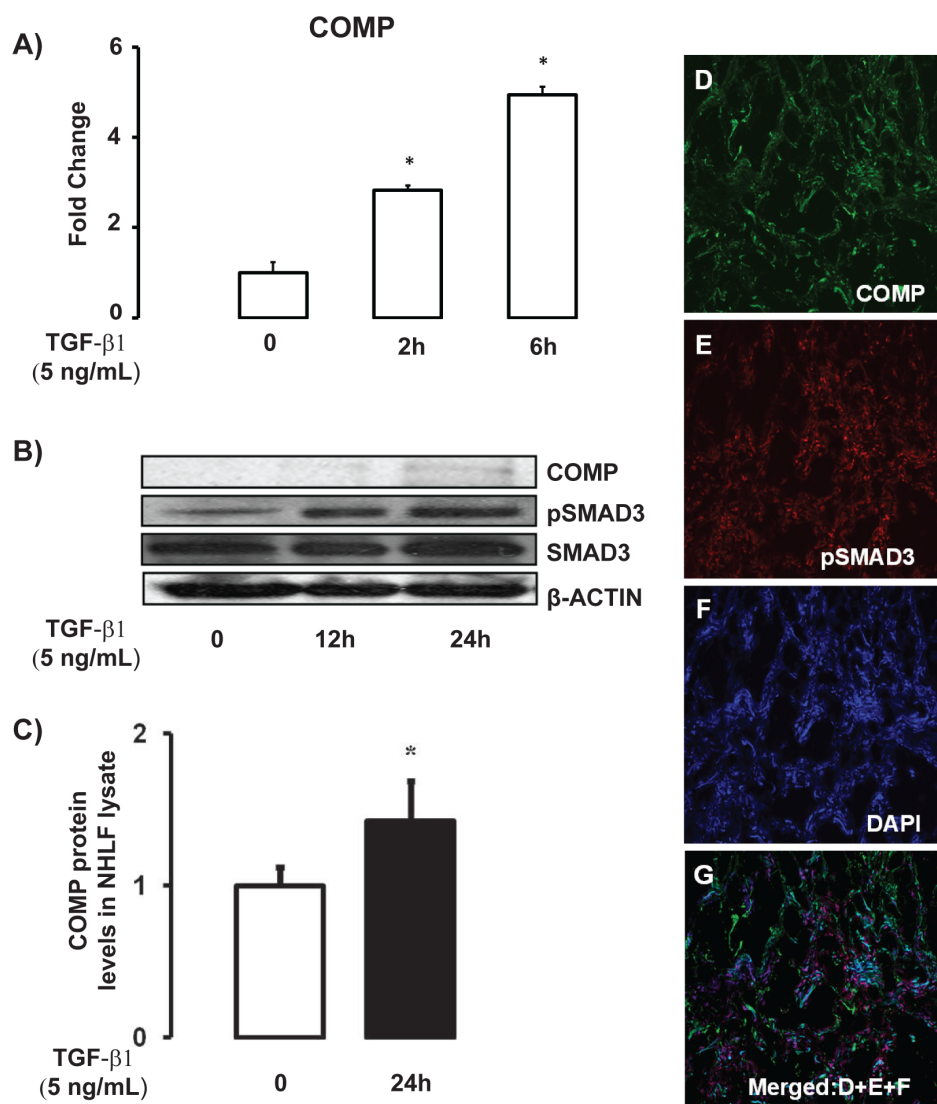 A)
COMP
Fold Change
6
4
2
0
*
*
TGF-β1
(5 ng/mL)
0
2h
6h
B)
COMP
pSMAD3
SMAD3
β-ACTIN
TGF-β1
(5 ng/mL)
0
12h
24h
C)
COMP protein
levels in NHLF lysate
2
1
0
*
TGF-β1
(5 ng/mL)
0
24h
D
COMP
E
pSMAD3
F
DAPI
G
Merged:D+E+F